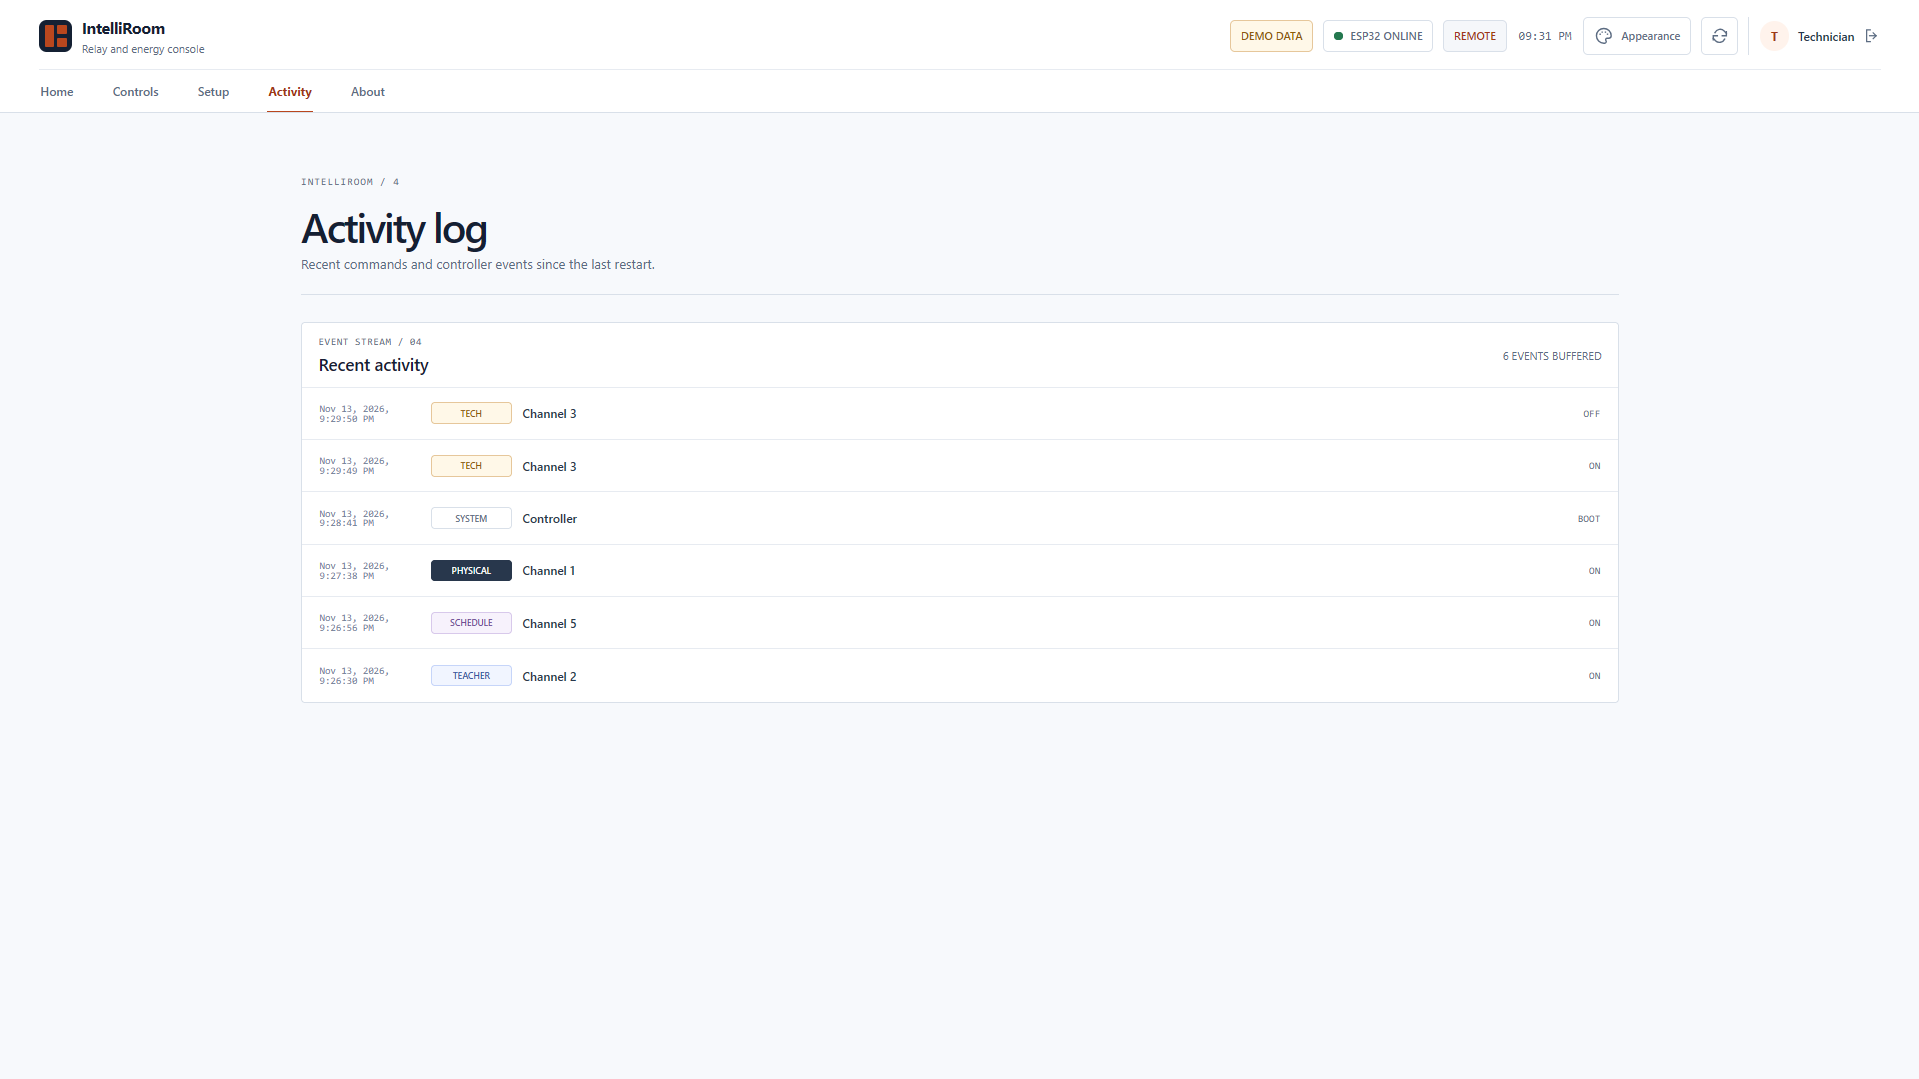 IntelliRoom
Relay and energy console
DEMO DATA
ESP32 ONLINE
REMOTE
09:31 PM
Appearance
T
Technician
Home
Controls
Setup
Activity
About
INTELLIROOM / 4
Activity log
Recent commands and controller events since the last restart.
EVENT STREAM / 04
Recent activity
6 EVENTS BUFFERED
Nov 13, 2026,
9:29:50 PM
TECH
Channel 3
OFF
Nov 13, 2026,
9:29:49 PM
TECH
Channel 3
ON
Nov 13, 2026,
9:28:41 PM
SYSTEM
Controller
BOOT
Nov 13, 2026,
9:27:38 PM
PHYSICAL
Channel 1
ON
Nov 13, 2026,
9:26:56 PM
SCHEDULE
Channel 5
ON
Nov 13, 2026,
9:26:30 PM
TEACHER
Channel 2
ON